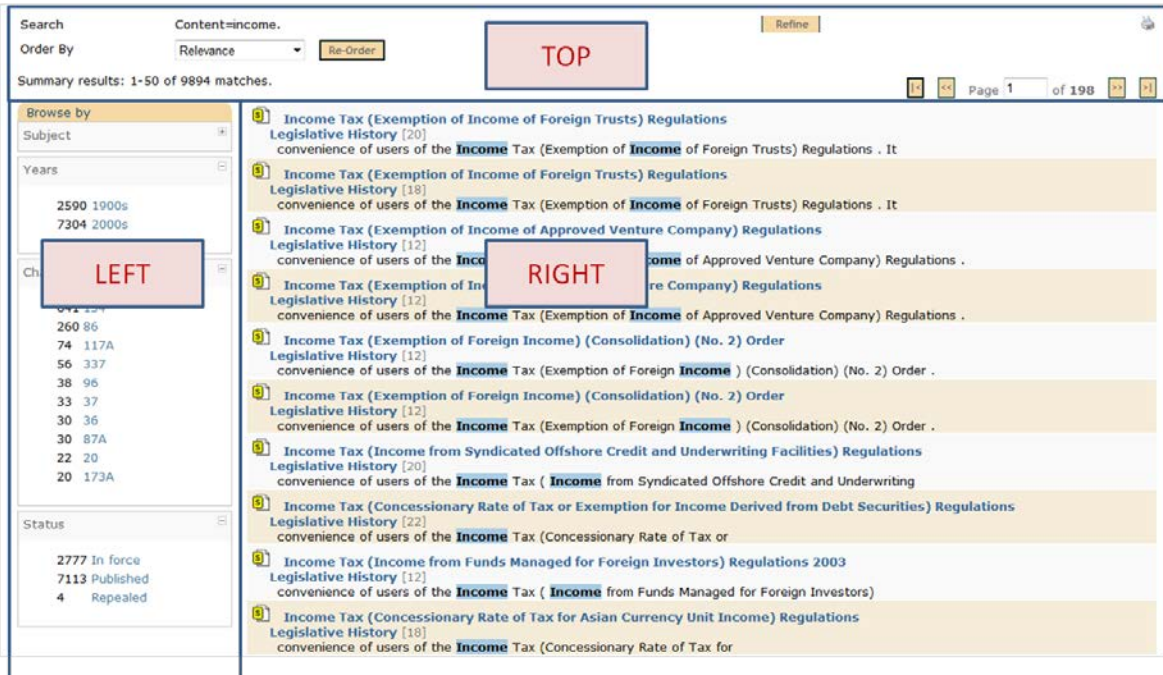 Search Content=income. Refine
Order By Relevance Re-Order
TOP
Summary results: 1-50 of 9894 matches.
|< << Page 1 of 198 >> >|
Browse by
Subject
Years
2590 1900s
7304 2000s
LEFT
260 86
74 117A
56 337
38 96
33 37
30 36
30 87A
22 20
20 173A
Status
2777 In force
7113 Published
4 Repealed
RIGHT
Income Tax (Exemption of Income of Foreign Trusts) Regulations
Legislative History [20]
convenience of users of the Income Tax (Exemption of Income of Foreign Trusts) Regulations . It
Income Tax (Exemption of Income of Foreign Trusts) Regulations
Legislative History [18]
convenience of users of the Income Tax (Exemption of Income of Foreign Trusts) Regulations . It
Income Tax (Exemption of Income of Approved Venture Company) Regulations
Legislative History [12]
convenience of users of the of Approved Venture Company) Regulations .
Income Tax (Exemption of Company) Regulations
Legislative History [12]
convenience of users of the Income Tax (Exemption of Income of Approved Venture Company) Regulations .
Income Tax (Exemption of Foreign Income) (Consolidation) (No. 2) Order
Legislative History [12]
convenience of users of the Income Tax (Exemption of Foreign Income ) (Consolidation) (No. 2) Order .
Income Tax (Exemption of Foreign Income) (Consolidation) (No. 2) Order
Legislative History [12]
convenience of users of the Income Tax (Exemption of Foreign Income ) (Consolidation) (No. 2) Order .
Income Tax (Income from Syndicated Offshore Credit and Underwriting Facilities) Regulations
Legislative History [20]
convenience of users of the Income Tax ( Income from Syndicated Offshore Credit and Underwriting
Income Tax (Concessionary Rate of Tax or Exemption for Income Derived from Debt Securities) Regulations
Legislative History [22]
convenience of users of the Income Tax (Concessionary Rate of Tax or
Income Tax (Income from Funds Managed for Foreign Investors) Regulations 2003
Legislative History [12]
convenience of users of the Income Tax ( Income from Funds Managed for Foreign Investors)
Income Tax (Concessionary Rate of Tax for Asian Currency Unit Income) Regulations
Legislative History [18]
convenience of users of the Income Tax (Concessionary Rate of Tax for